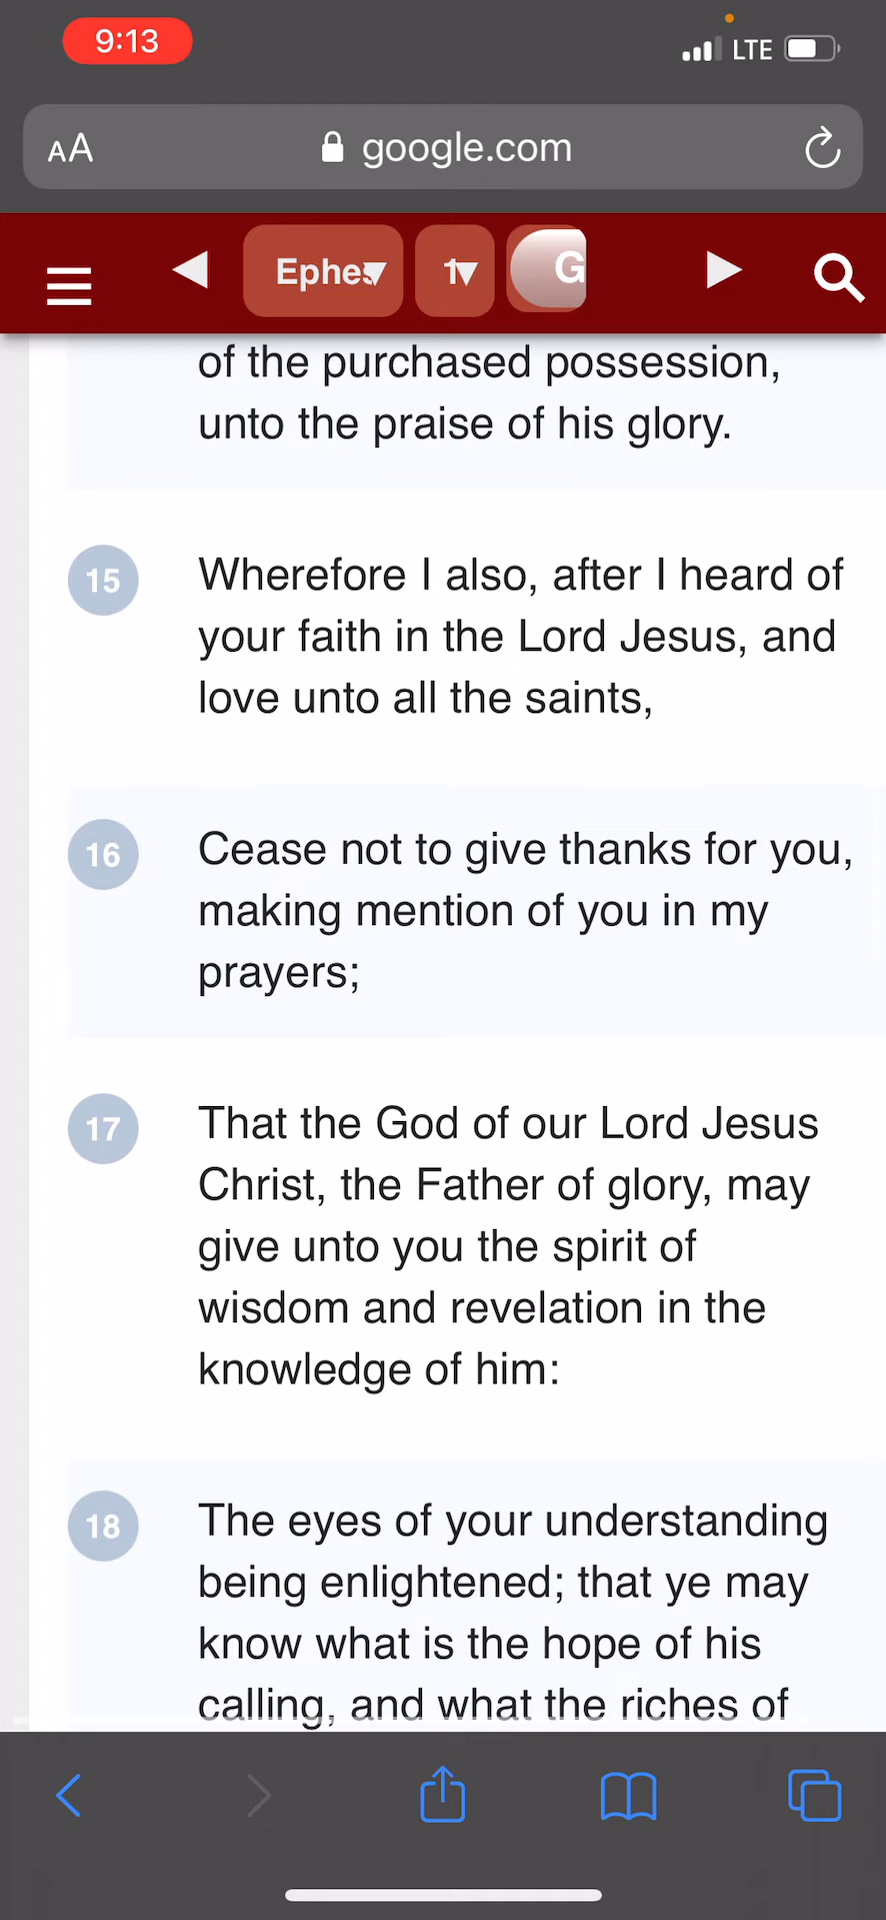 9:13
LTE
AA
google.com
Ephes
1
G
of the purchased possession,
unto the praise of his glory.
15
Wherefore I also, after I heard of
your faith in the Lord Jesus, and
love unto all the saints,
16
Cease not to give thanks for you,
making mention of you in my
prayers;
17
That the God of our Lord Jesus
Christ, the Father of glory, may
give unto you the spirit of
wisdom and revelation in the
knowledge of him:
18
The eyes of your understanding
being enlightened; that ye may
know what is the hope of his
calling, and what the riches of